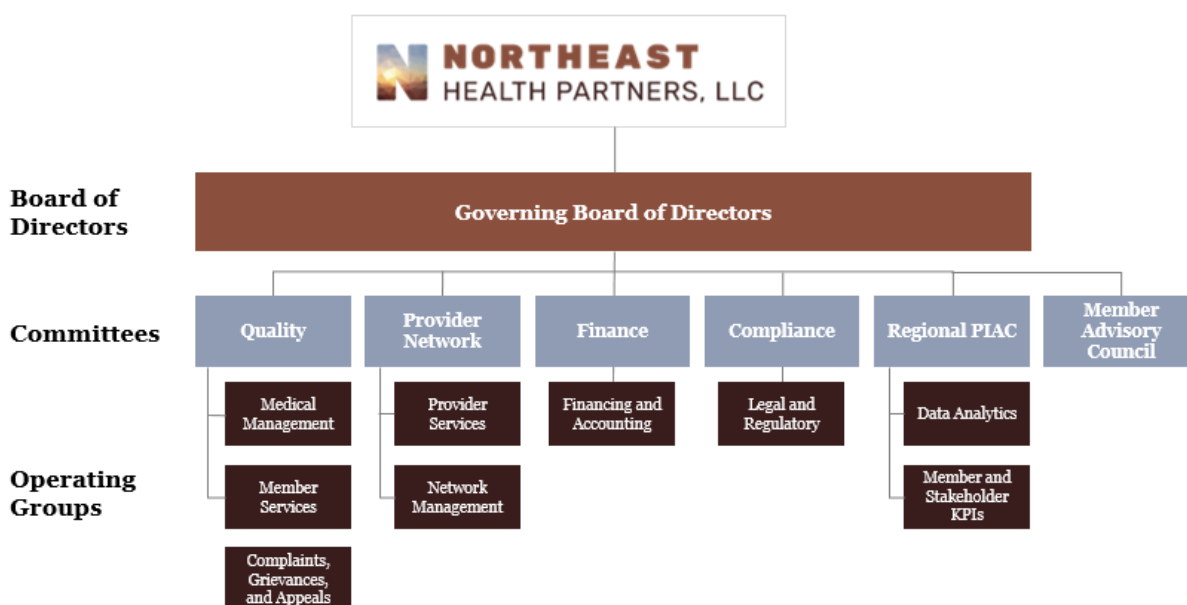 NORTHEAST
HEALTH PARTNERS, LLC
Board of
Directors
Governing Board of Directors
Committees
Quality
Provider
Network
Finance
Compliance
Regional PIAC
Member
Advisory
Council
Operating
Groups
Medical
Management
Provider
Services
Financing and
Accounting
Legal and
Regulatory
Data Analytics
Member
Services
Network
Management
Member and
Stakeholder
KPIs
Complaints,
Grievances,
and Appeals